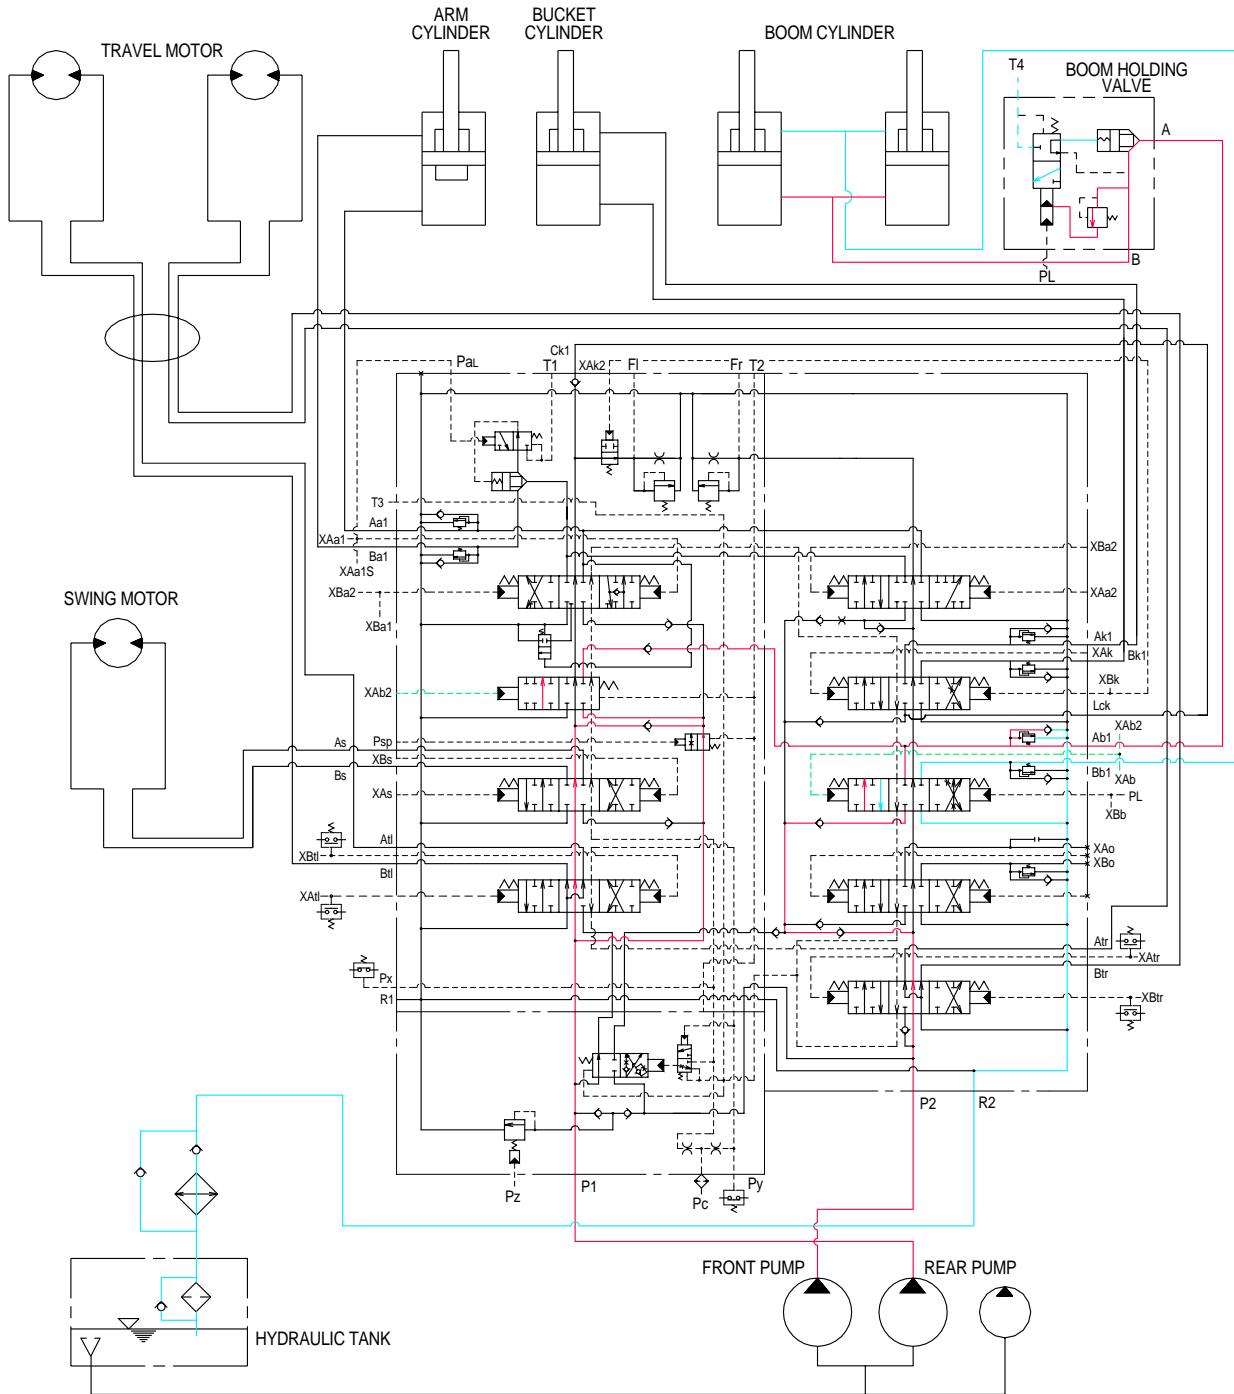 ARM
CYLINDER
BUCKET
CYLINDER
BOOM CYLINDER
TRAVEL MOTOR
T4
BOOM HOLDING
VALVE
A
B
PL
Ck1
PaL
T1
XAk2
Fl
Fr
T2
T3
Aa1
XAa1
Ba1
XAa1S
XBa2
XBa1
XBa2
XAa2
SWING MOTOR
Ak1
XAk
Bk1
XBk
Lck
XAb2
XAb2
As
Psp
XBs
Bs
XAs
Ab1
Bb1
XAb
PL
XBb
Atl
XBtl
Btl
XAtl
XAo
XBo
Atr
XAtr
Btr
XBtr
Px
R1
P2
R2
P1
Pz
Pc
Py
FRONT PUMP
REAR PUMP
HYDRAULIC TANK